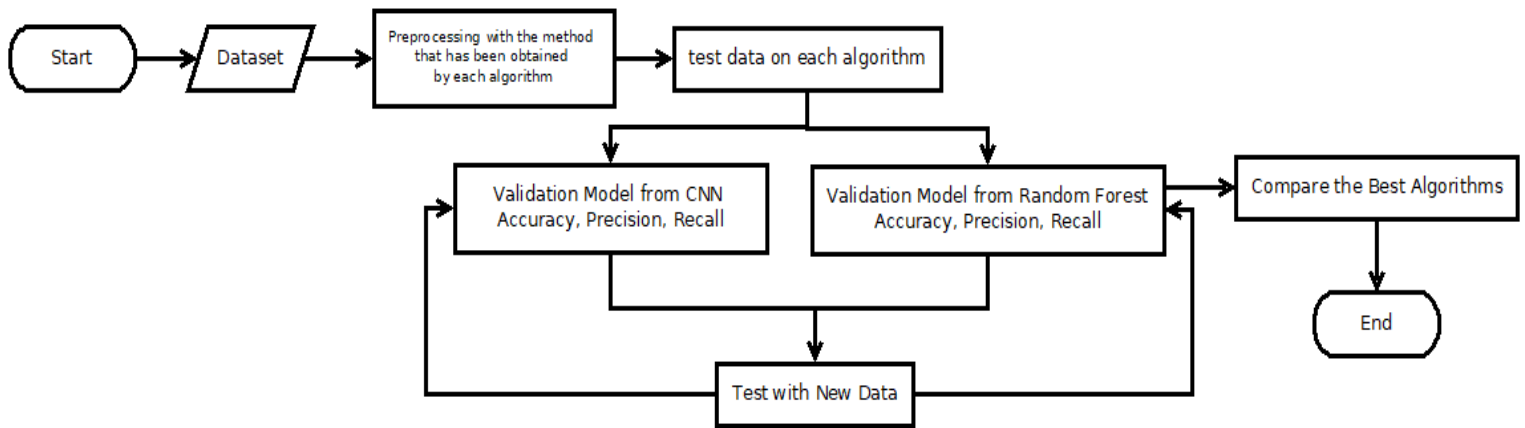 Start
Dataset
Preprocessing with the method
that has been obtained
by each algorithm
test data on each algorithm
Validation Model from CNN
Accuracy, Precision, Recall
Validation Model from Random Forest
Accuracy, Precision, Recall
Compare the Best Algorithms
End
Test with New Data